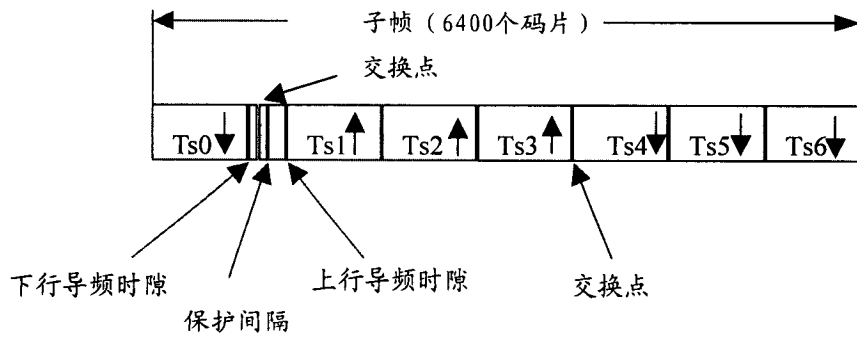 子帧（6400个码片）
交换点
Ts0 Ts1 Ts2 Ts3 Ts4 Ts5 Ts6
下行导频时隙
保护间隔
上行导频时隙
交换点